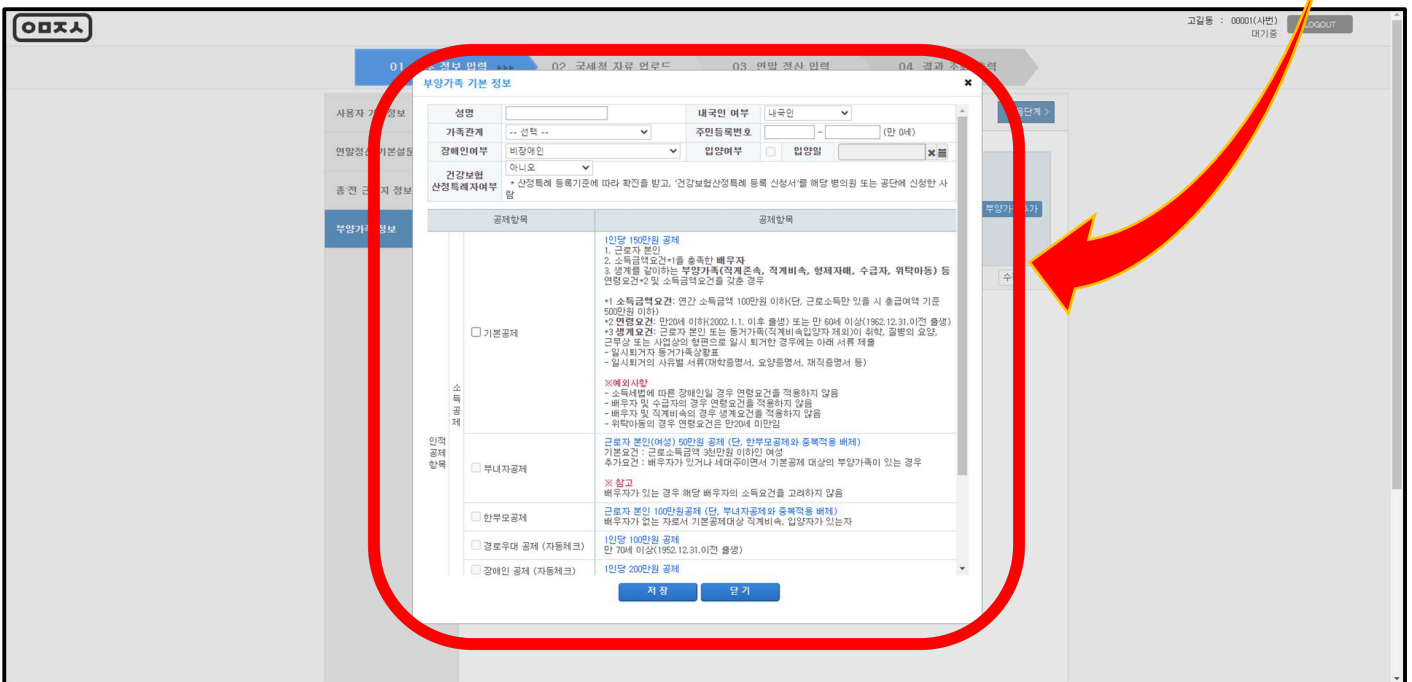 ㅇㅁㅈㅅ
고길동 : 00001(사번)
LOGOUT
대기중
01
정보 입력 ▸▸▸
02 국세청 자료 업로드
03 연말 정산 입력
04 결과
부양가족 기본 정보
사용자 기본정보
연말정산 기본설문
정보
부양가족 정보
단계 >
부양가족 추가
성명
내국인 여부
내국인
가족관계
-- 선택 --
주민등록번호
-
(만 0세)
장애인여부
비장애인
입양여부
입양일
건강보험
산정특례자여부
아니오
* 산정특례 등록기준에 따라 확진을 받고, '건강보험산정특례 등록 신청서'를 해당 병의원 또는 공단에 신청한 사
람
공제항목
공제항목
인적
공제
항목
소
득
공
제
기본공제
1인당 150만원 공제
1. 근로자 본인
2. 소득금액요건*1을 충족한 배우자
3. 생계를 같이하는 부양가족(직계존속, 직계비속, 형제자매, 수급자, 위탁아동) 등
연령요건*2 및 소득금액요건을 갖춘 경우
*1 소득금액요건: 연간 소득금액 100만원 이하(단, 근로소득만 있을 시 총급여액 기준
500만원 이하)
*2 연령요건: 만20세 이하(2002.1.1. 이후 출생) 또는 만 60세 이상(1962.12.31.이전 출생)
*3 생계요건: 근로자 본인 또는 동거가족(직계비속입양자 제외)이 취학, 질병의 요양,
근무상 또는 사업상의 형편으로 일시 퇴거한 경우에는 아래 서류 제출
- 일시퇴거자 동거가족상황표
- 일시퇴거의 사유별 서류(재학증명서, 요양증명서, 재직증명서 등)
※예외사항
- 소득세법에 따른 장애인일 경우 연령요건을 적용하지 않음
- 배우자 및 수급자의 경우 연령요건을 적용하지 않음
- 배우자 및 직계비속의 경우 생계요건을 적용하지 않음
- 위탁아동의 경우 연령요건은 만20세 미만임
부녀자공제
근로자 본인(여성) 50만원 공제 (단, 한부모공제와 중복적용 배제)
기본요건 : 근로소득금액 3천만원 이하인 여성
추가요건 : 배우자가 있거나 세대주이면서 기본공제 대상의 부양가족이 있는 경우
※ 참고
배우자가 있는 경우 해당 배우자의 소득요건을 고려하지 않음
한부모공제
근로자 본인 100만원공제 (단, 부녀자공제와 중복적용 배제)
배우자가 없는 자로서 기본공제대상 직계비속, 입양자가 있는자
경로우대 공제 (자동체크)
1인당 100만원 공제
만 70세 이상(1952.12.31.이전 출생)
장애인 공제 (자동체크)
1인당 200만원 공제
저 장
닫 기